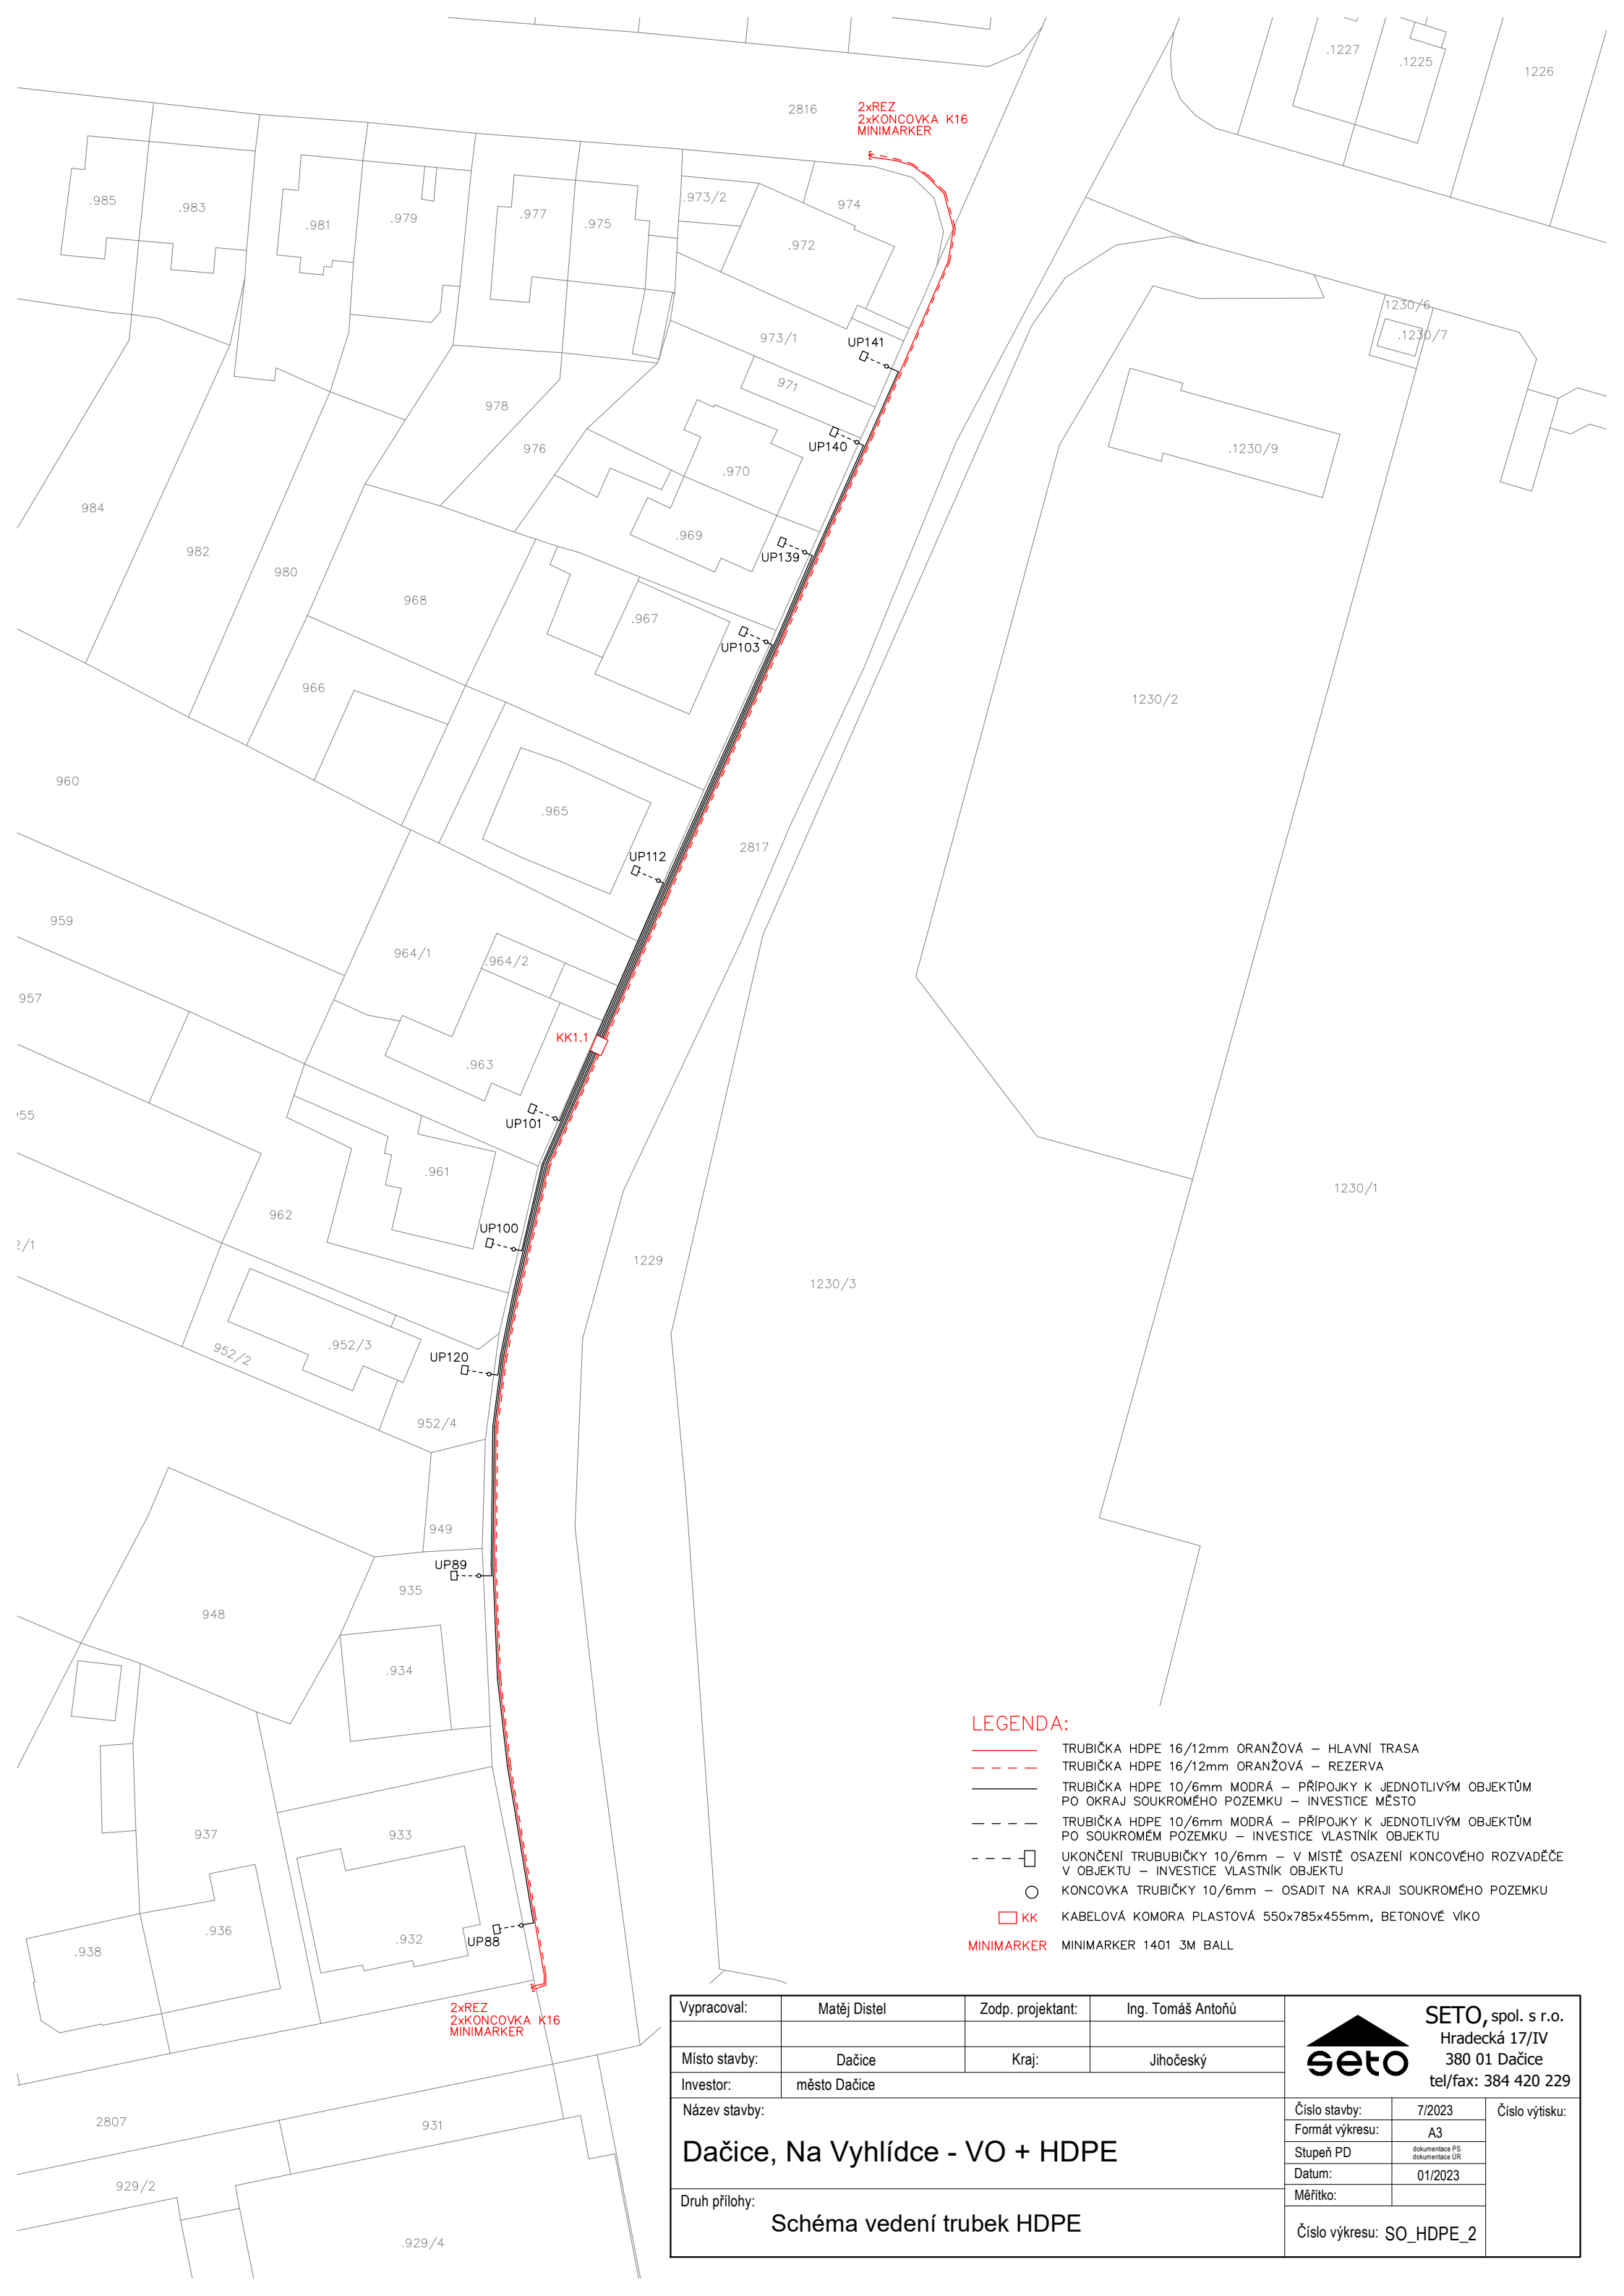 .1227
.1225
1226
2816
2xREZ
2xKONCOVKA K16
MINIMARKER
.985
.983
.981
.979
.977
.975
.973/2
974
.972
1230/6
.1230/7
973/1
UP141
971
978
976
UP140
.970
.1230/9
984
982
980
.969
UP139
968
.967
UP103
966
1230/2
960
.965
UP112
2817
959
964/1
.964/2
957
KK1.1
.963
UP101
.961
1230/1
962
UP100
1229
1230/3
952/2
.952/3
UP120
952/4
949
UP89
935
948
.934
937
933
.936
.932
.938
UP88
2xREZ
2xKONCOVKA K16
MINIMARKER
2807
931
929/2
.929/4
LEGENDA:
TRUBIČKA HDPE 16/12mm ORANŽOVÁ – HLAVNÍ TRASA
TRUBIČKA HDPE 16/12mm ORANŽOVÁ – REZERVA
TRUBIČKA HDPE 10/6mm MODRÁ – PŘÍPOJKY K JEDNOTLIVÝM OBJEKTŮM
PO OKRAJ SOUKROMÉHO POZEMKU – INVESTICE MĚSTO
TRUBIČKA HDPE 10/6mm MODRÁ – PŘÍPOJKY K JEDNOTLIVÝM OBJEKTŮM
PO SOUKROMÉM POZEMKU – INVESTICE VLASTNÍK OBJEKTU
UKONČENÍ TRUBUBIČKY 10/6mm – V MÍSTĚ OSAZENÍ KONCOVÉHO ROZVADĚČE
V OBJEKTU – INVESTICE VLASTNÍK OBJEKTU
KONCOVKA TRUBIČKY 10/6mm – OSADIT NA KRAJI SOUKROMÉHO POZEMKU
KK KABELOVÁ KOMORA PLASTOVÁ 550x785x455mm, BETONOVÉ VÍKO
MINIMARKER MINIMARKER 1401 3M BALL
Vypracoval: Matěj Distel Zodp. projektant: Ing. Tomáš Antoňů
Místo stavby: Dačice Kraj: Jihočeský
Investor: město Dačice
seto
SETO, spol. s r.o.
Hradecká 17/IV
380 01 Dačice
tel/fax: 384 420 229
Název stavby:
Dačice, Na Vyhlídce - VO + HDPE
Druh přílohy:
Schéma vedení trubek HDPE
Číslo stavby: 7/2023
Číslo výtisku:
Formát výkresu: A3
Stupeň PD dokumentace PS
dokumentace ÚR
Datum: 01/2023
Měřítko:
Číslo výkresu: SO_HDPE_2